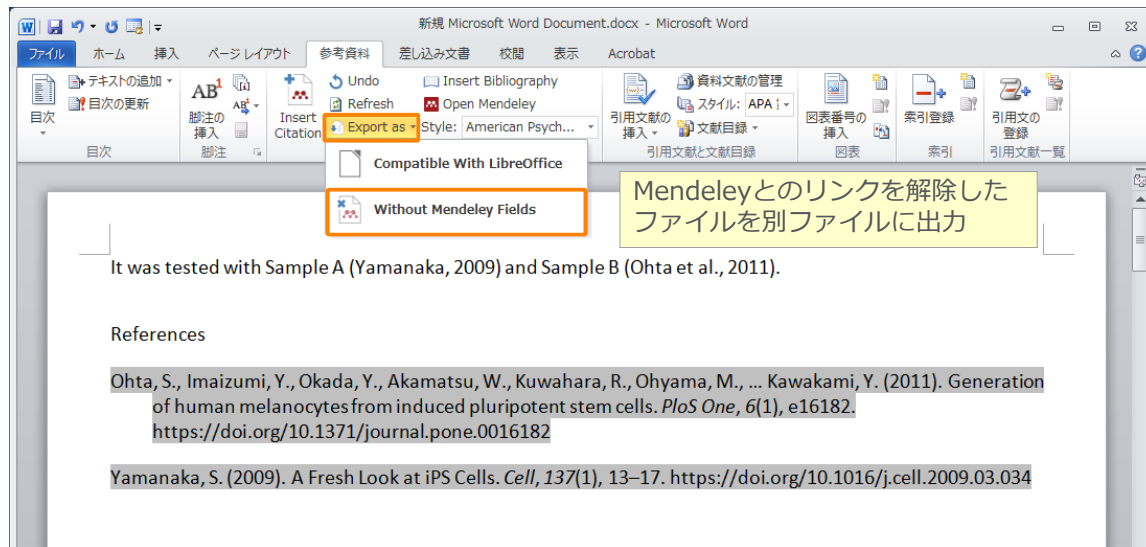 新規 Microsoft Word Document.docx - Microsoft Word
ファイル ホーム 挿入 ページ レイアウト 参考資料 差し込み文書 校閲 表示 Acrobat
目次
テキストの追加
目次の更新
目次
AB1
脚注の
挿入
AB
脚注
Insert
Citation
Undo
Refresh
Export as
Insert Bibliography
Open Mendeley
Style: American Psych...
引用文献の
挿入
資料文献の管理
スタイル: APA
文献目録
引用文献と文献目録
図表番号の
挿入
図表
索引登録
索引
引用文の
登録
引用文献一覧
Compatible With LibreOffice
Without Mendeley Fields
Mendeleyとのリンクを解除した
ファイルを別ファイルに出力
It was tested with Sample A (Yamanaka, 2009) and Sample B (Ohta et al., 2011).
References
Ohta, S., Imaizumi, Y., Okada, Y., Akamatsu, W., Kuwahara, R., Ohyama, M., … Kawakami, Y. (2011). Generation
of human melanocytes from induced pluripotent stem cells. PloS One, 6(1), e16182.
https://doi.org/10.1371/journal.pone.0016182
Yamanaka, S. (2009). A Fresh Look at iPS Cells. Cell, 137(1), 13–17. https://doi.org/10.1016/j.cell.2009.03.034